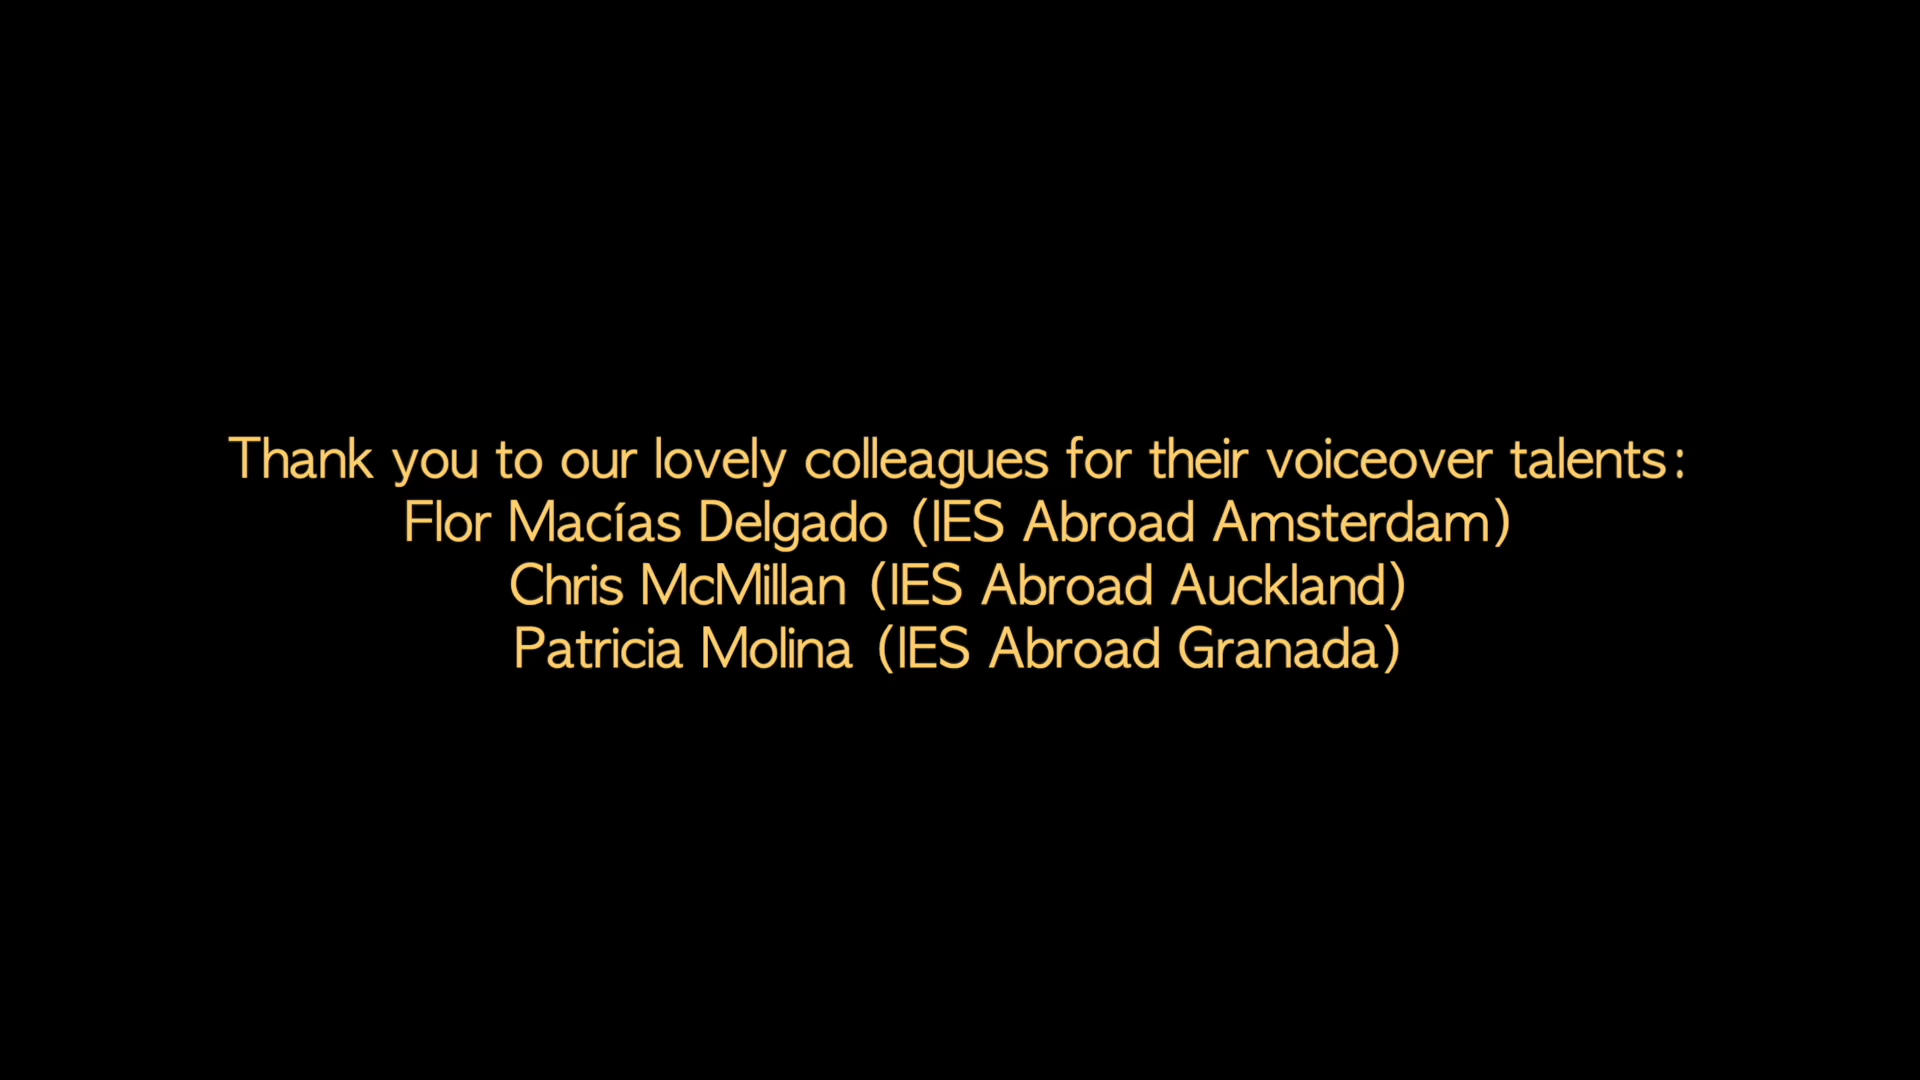 Thank you to our lovely colleagues for their voiceover talents:
Flor Macías Delgado (IES Abroad Amsterdam)
Chris McMillan (IES Abroad Auckland)
Patricia Molina (IES Abroad Granada)